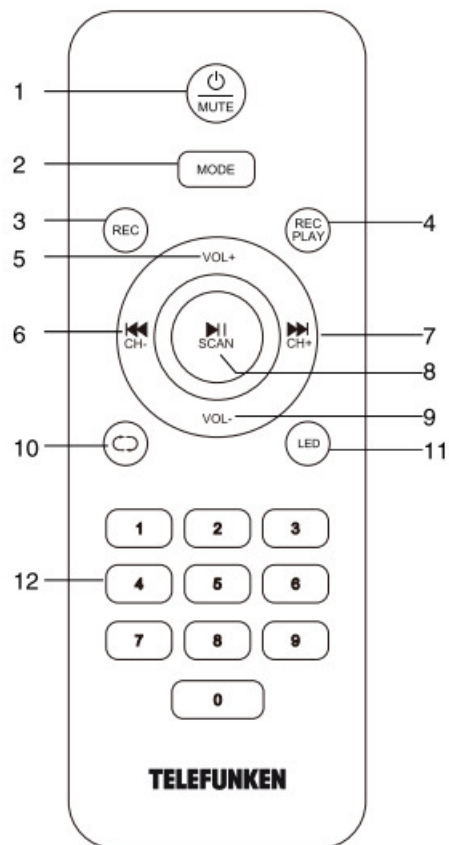 1
MUTE
2
MODE
3
REC
REC
PLAY
4
5
VOL+
6
CH-
SCAN
CH+
7
8
VOL-
9
10
LED
11
1 2 3
12
4 5 6
7 8 9
0
TELEFUNKEN